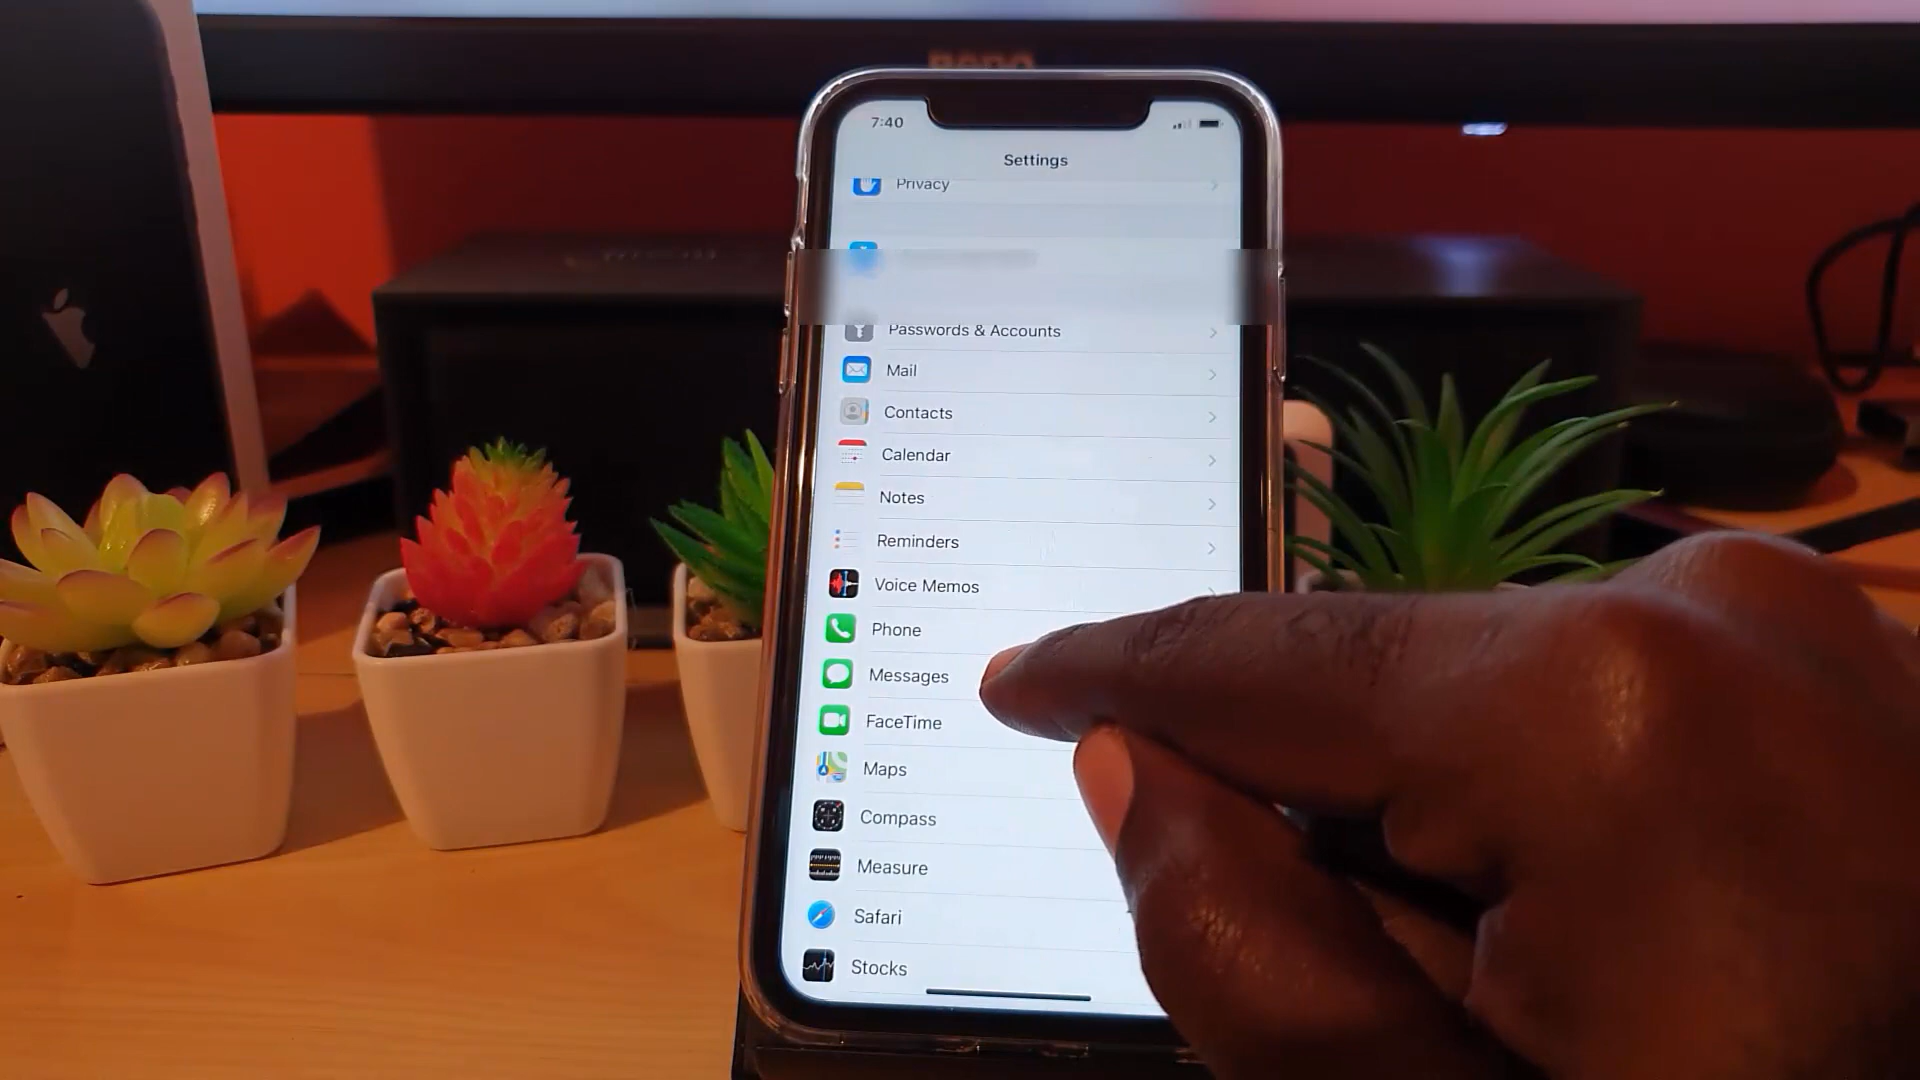 BenQ
7:40
Settings
Privacy
Passwords & Accounts
Mail
Contacts
Calendar
Notes
Reminders
Voice Memos
Phone
Messages
FaceTime
Maps
Compass
Measure
Safari
Stocks